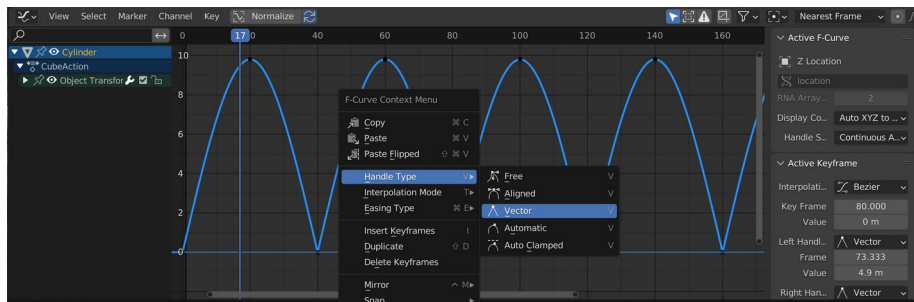 View Select Marker Channel Key Normalize Nearest Frame
0 17 20 40 60 80 100 120 140 160
Cylinder
CubeAction
Object Transfor
10
8
6
4
2
0
F-Curve Context Menu
Copy ⌘ C
Paste ⌘ V
Paste Flipped ⇧ ⌘ V
Handle Type V▸
Interpolation Mode T▸
Easing Type ⌘ E▸
Insert Keyframes I
Duplicate ⇧ D
Delete Keyframes
Mirror ^ M▸
Snap
Free V
Aligned V
Vector V
Automatic V
Auto Clamped V
Active F-Curve
Z Location
location
RNA Array... 2
Display Co... Auto XYZ to ...
Handle S... Continuous A...
Active Keyframe
Interpolati... Bezier
Key Frame 80.000
Value 0 m
Left Handl... Vector
Frame 73.333
Value 4.9 m
Right Han... Vector